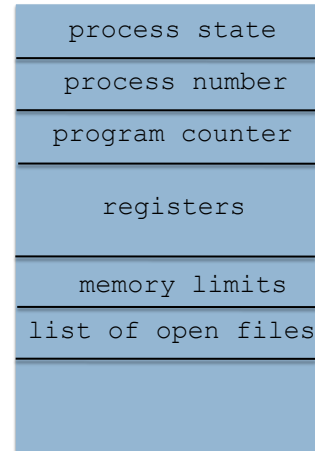 process state
process number
program counter
registers
memory limits
list of open files